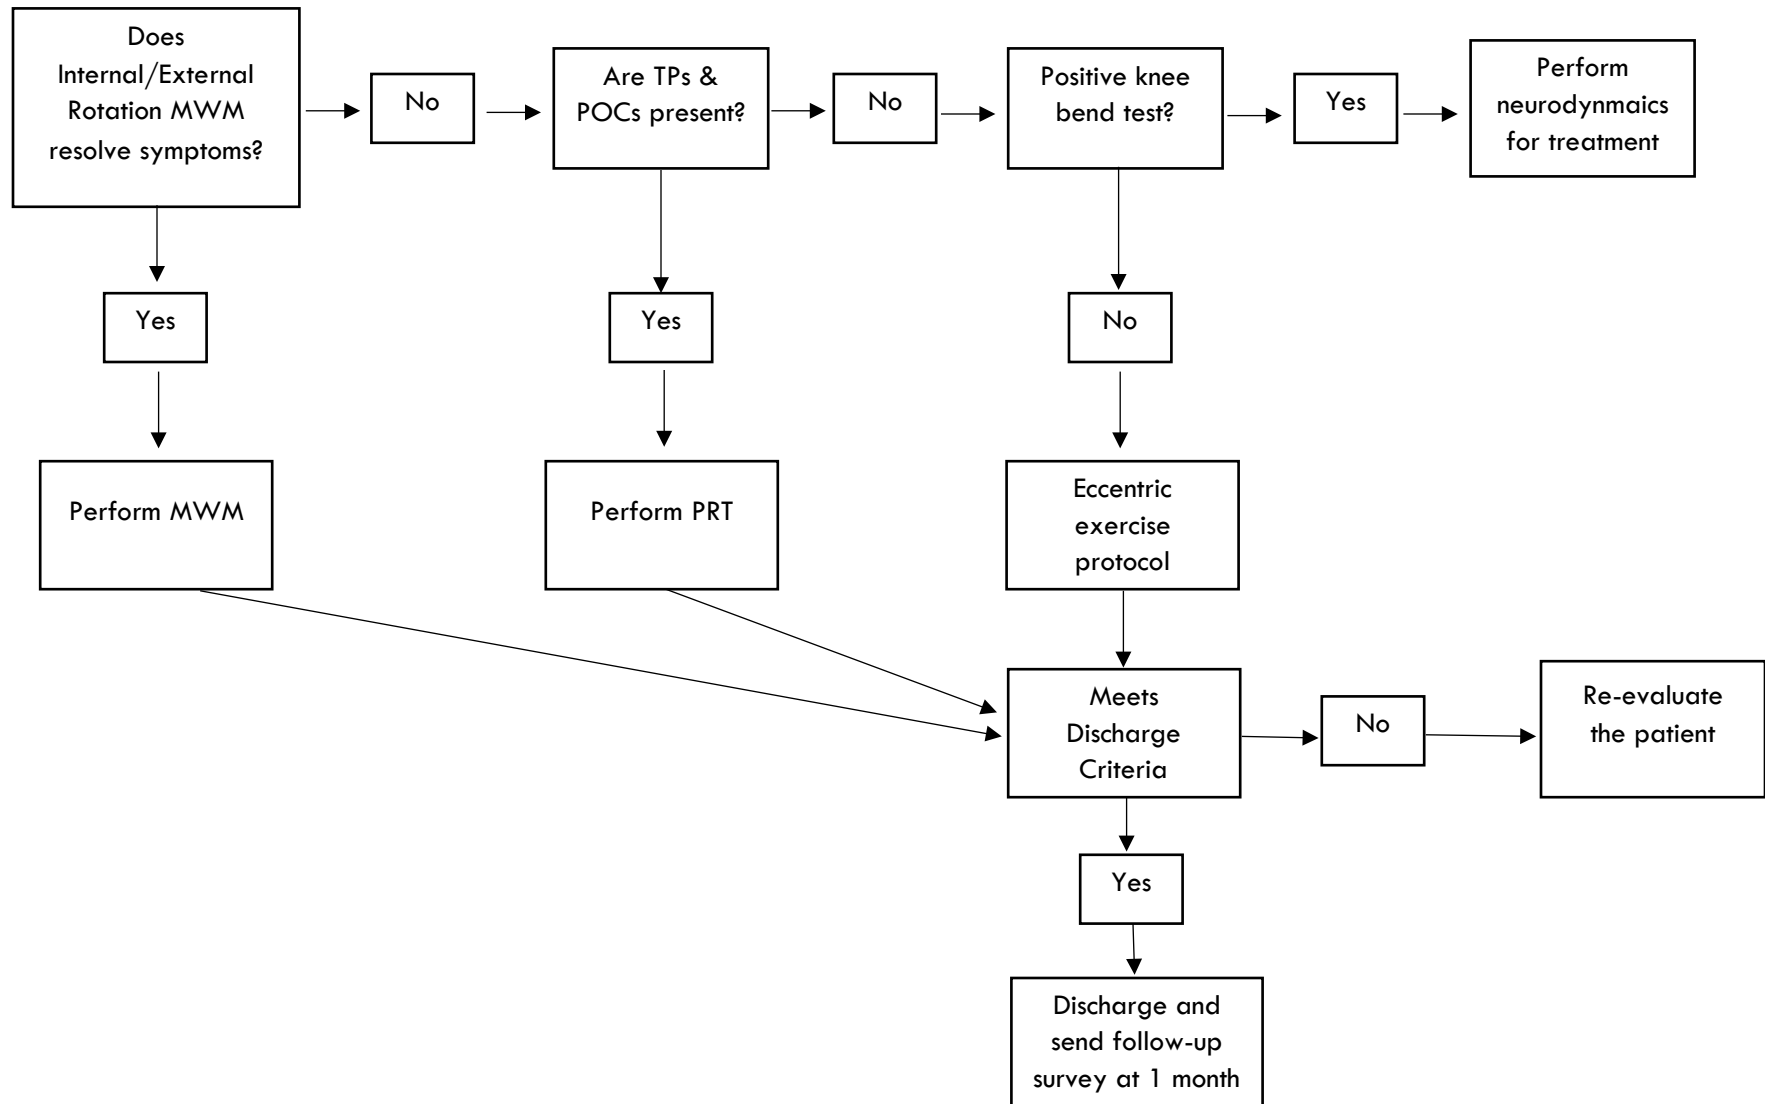 Does
Internal/External
Rotation MWM
resolve symptoms?
No
Are TPs &
POCs present?
No
Positive knee
bend test?
Yes
Perform
neurodynmaics
for treatment
Yes
Yes
No
Perform MWM
Perform PRT
Eccentric
exercise
protocol
Meets
Discharge
Criteria
No
Re-evaluate
the patient
Yes
Discharge and
send follow-up
survey at 1 month